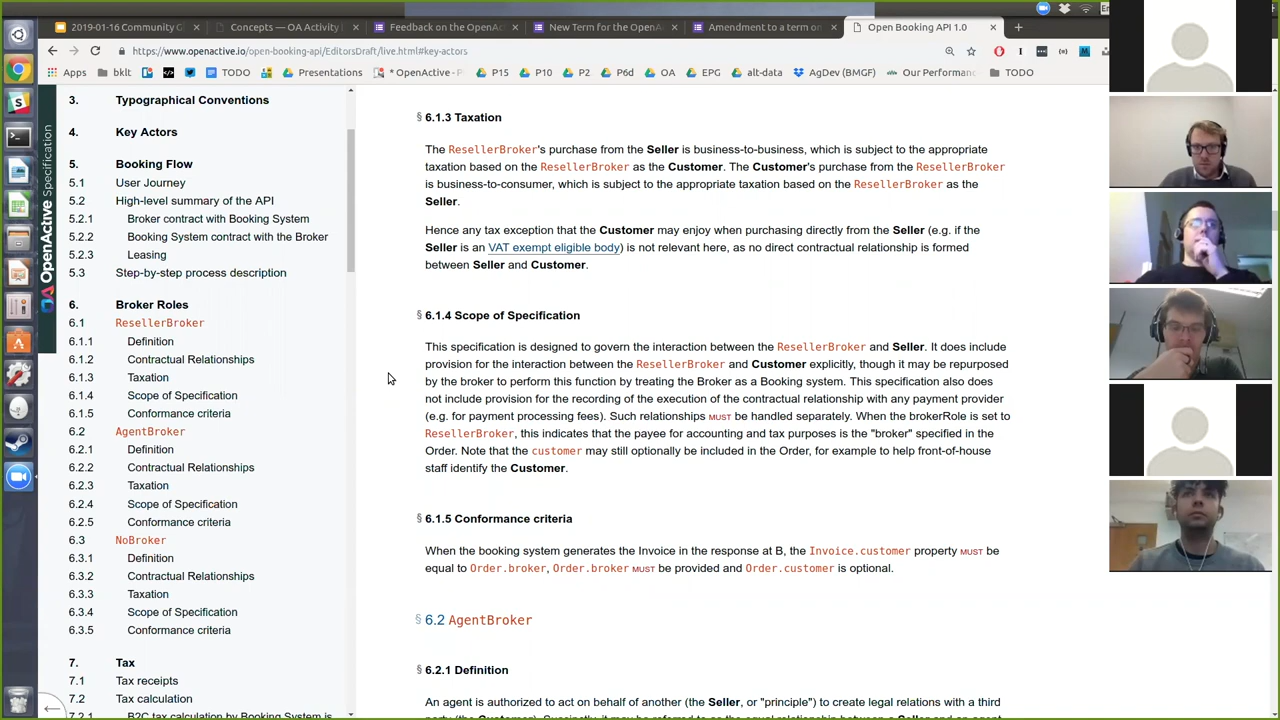 2019-01-16 Community G
Concepts — OA Activity
Feedback on the OpenAc
New Term for the OpenA
Amendment to a term on
Open Booking API 1.0
En
https://www.openactive.io/open-booking-api/EditorsDraft/live.html#key-actors
Apps
bklt
TODO
Presentations
* OpenActive - P
P15
P10
P2
P6d
OA
EPG
alt-data
AgDev (BMGF)
Our Performanc
TODO
OpenActive Specification
3. Typographical Conventions
4. Key Actors
5. Booking Flow
5.1 User Journey
5.2 High-level summary of the API
5.2.1 Broker contract with Booking System
5.2.2 Booking System contract with the Broker
5.2.3 Leasing
5.3 Step-by-step process description
6. Broker Roles
6.1 ResellerBroker
6.1.1 Definition
6.1.2 Contractual Relationships
6.1.3 Taxation
6.1.4 Scope of Specification
6.1.5 Conformance criteria
6.2 AgentBroker
6.2.1 Definition
6.2.2 Contractual Relationships
6.2.3 Taxation
6.2.4 Scope of Specification
6.2.5 Conformance criteria
6.3 NoBroker
6.3.1 Definition
6.3.2 Contractual Relationships
6.3.3 Taxation
6.3.4 Scope of Specification
6.3.5 Conformance criteria
7. Tax
7.1 Tax receipts
7.2 Tax calculation
7.2.1 B2C tax calculation by Booking System is
§ 6.1.3 Taxation
The ResellerBroker's purchase from the Seller is business-to-business, which is subject to the appropriate
taxation based on the ResellerBroker as the Customer. The Customer's purchase from the ResellerBroker
is business-to-consumer, which is subject to the appropriate taxation based on the ResellerBroker as the
Seller.
Hence any tax exception that the Customer may enjoy when purchasing directly from the Seller (e.g. if the
Seller is an VAT exempt eligible body) is not relevant here, as no direct contractual relationship is formed
between Seller and Customer.
§ 6.1.4 Scope of Specification
This specification is designed to govern the interaction between the ResellerBroker and Seller. It does include
provision for the interaction between the ResellerBroker and Customer explicitly, though it may be repurposed
by the broker to perform this function by treating the Broker as a Booking system. This specification also does
not include provision for the recording of the execution of the contractual relationship with any payment provider
(e.g. for payment processing fees). Such relationships MUST be handled separately. When the brokerRole is set to
ResellerBroker, this indicates that the payee for accounting and tax purposes is the "broker" specified in the
Order. Note that the customer may still optionally be included in the Order, for example to help front-of-house
staff identify the Customer.
§ 6.1.5 Conformance criteria
When the booking system generates the Invoice in the response at B, the Invoice.customer property MUST be
equal to Order.broker, Order.broker MUST be provided and Order.customer is optional.
§ 6.2 AgentBroker
§ 6.2.1 Definition
An agent is authorized to act on behalf of another (the Seller, or "principle") to create legal relations with a third